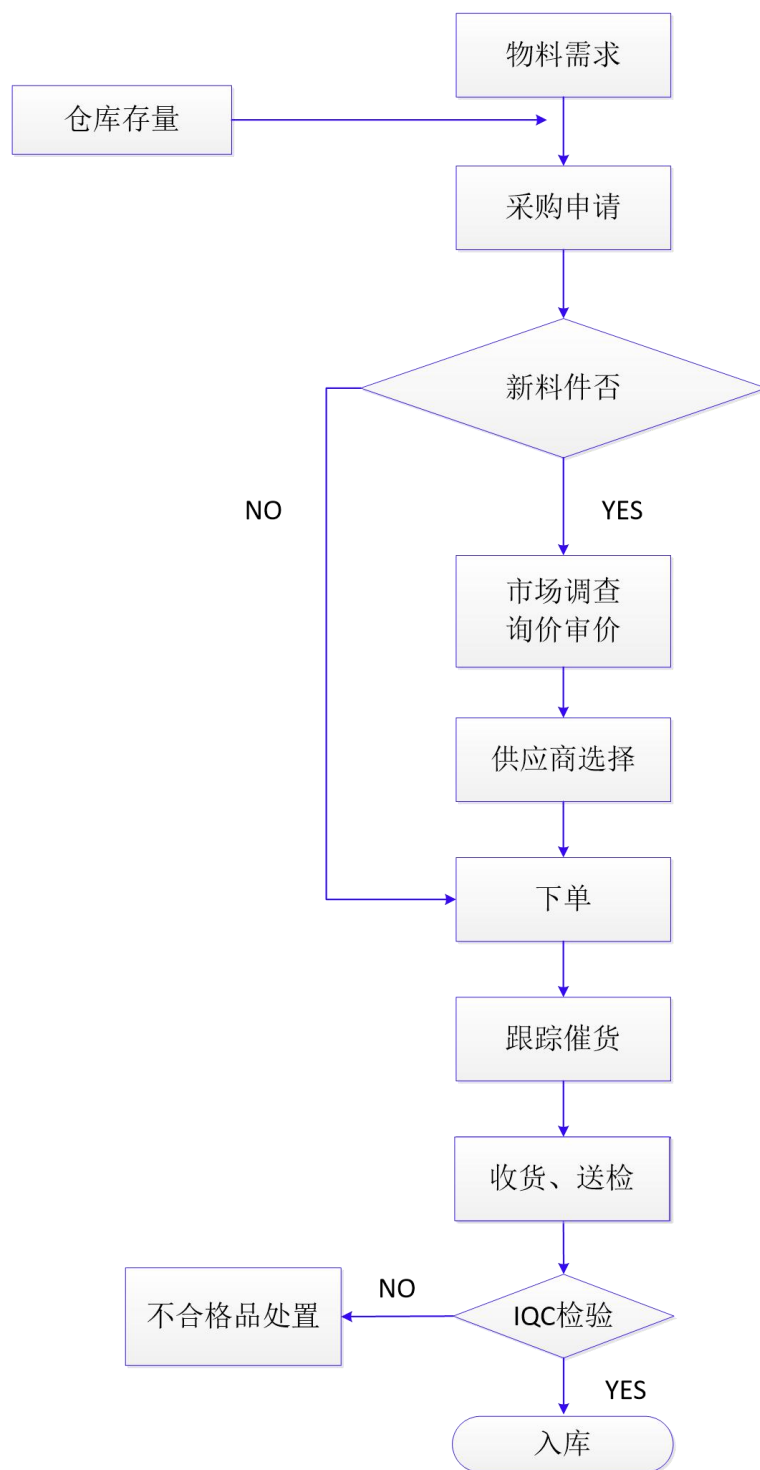 物料需求
仓库存量
采购申请
新料件否
NO
YES
市场调查
询价审价
供应商选择
下单
跟踪催货
收货、送检
NO
不合格品处置
IQC检验
YES
入库